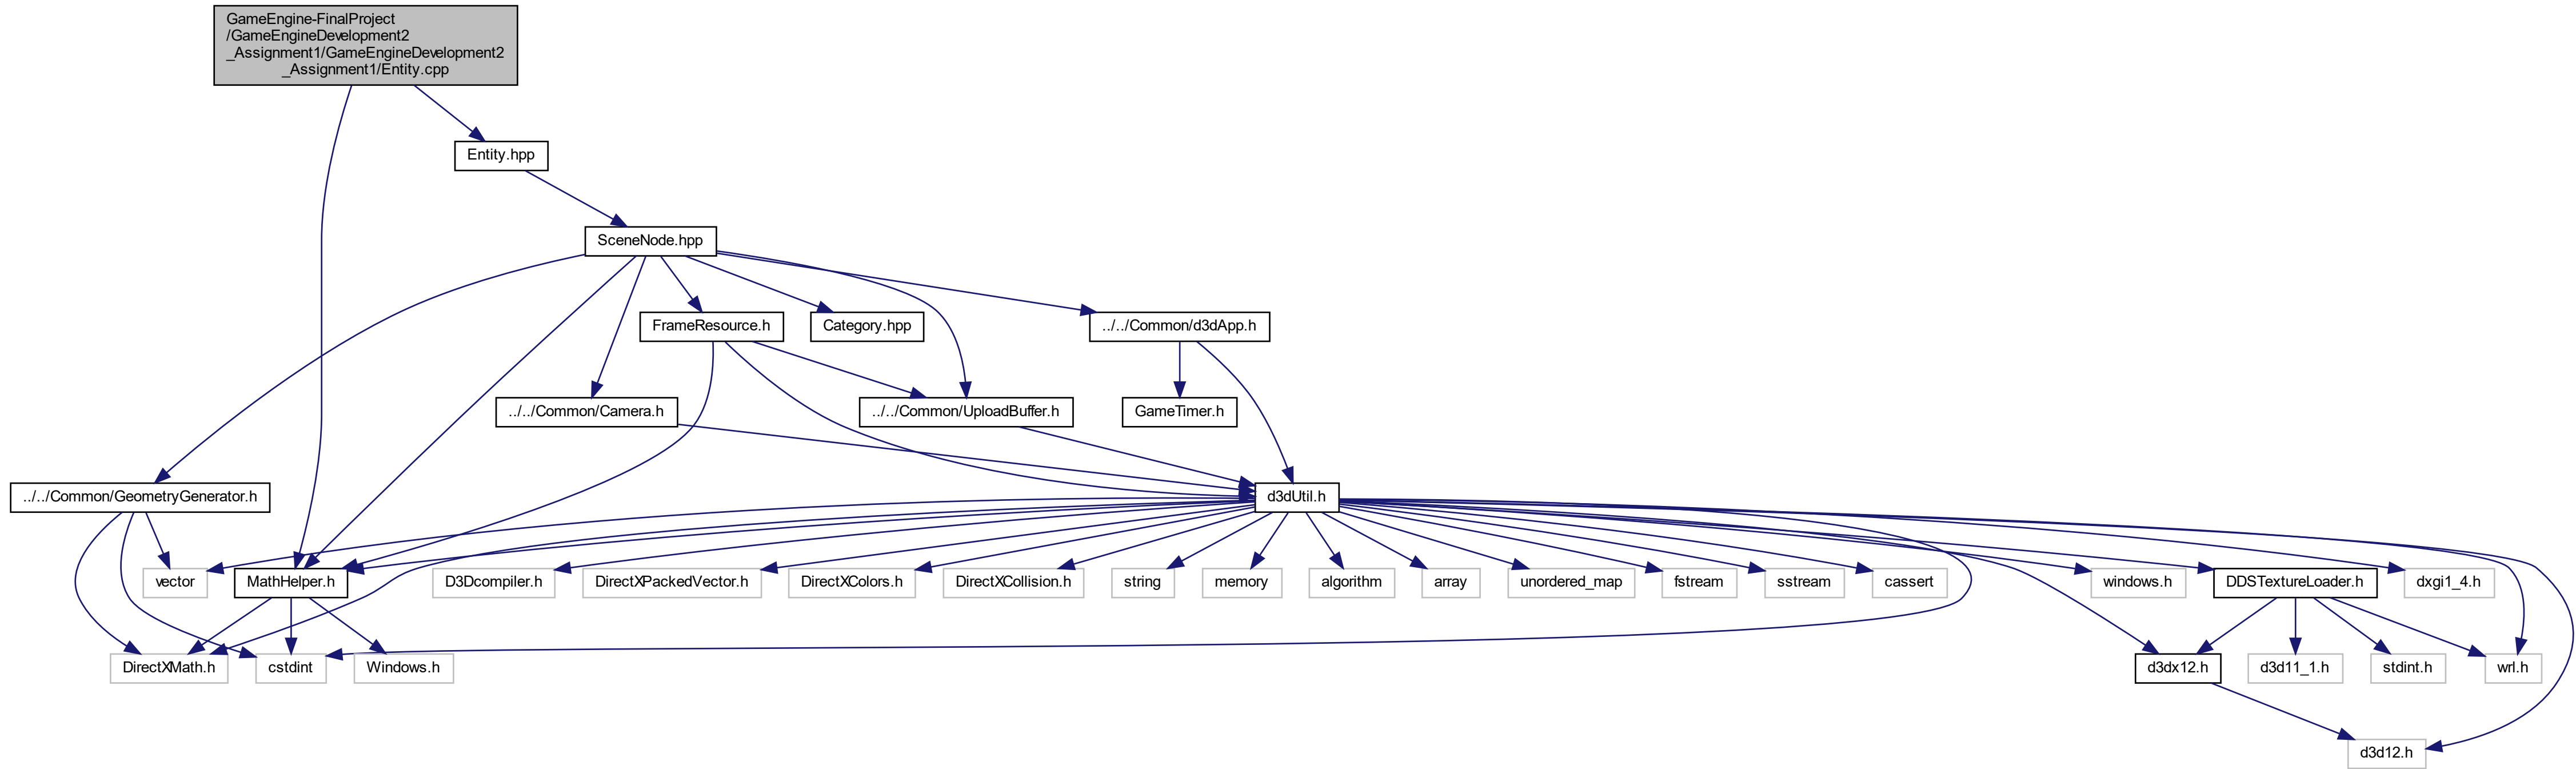 GameEngine-FinalProject
/GameEngineDevelopment2
_Assignment1/GameEngineDevelopment2
_Assignment1/Entity.cpp
Entity.hpp
SceneNode.hpp
FrameResource.h
Category.hpp
../../Common/d3dApp.h
../../Common/Camera.h
../../Common/UploadBuffer.h
GameTimer.h
../../Common/GeometryGenerator.h
d3dUtil.h
vector
MathHelper.h
D3Dcompiler.h
DirectXPackedVector.h
DirectXColors.h
DirectXCollision.h
string
memory
algorithm
array
unordered_map
fstream
sstream
cassert
windows.h
DDSTextureLoader.h
dxgi1_4.h
DirectXMath.h
cstdint
Windows.h
d3dx12.h
d3d11_1.h
stdint.h
wrl.h
d3d12.h